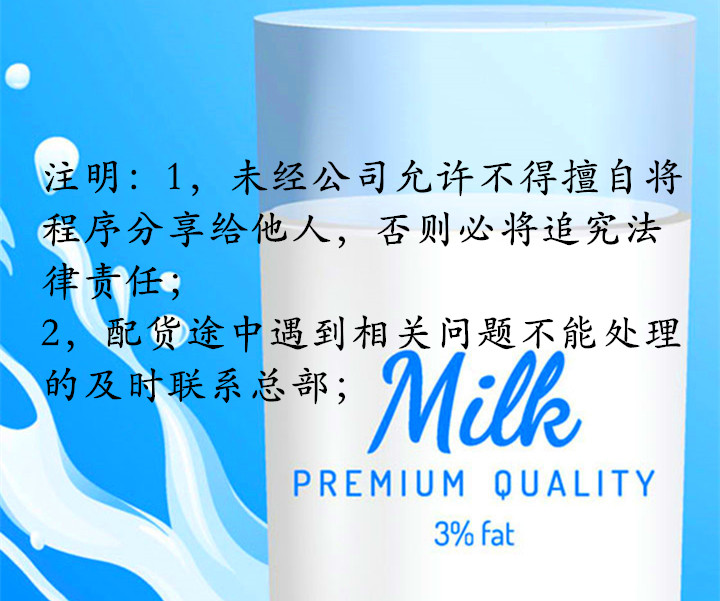 注明：1，未经公司允许不得擅自将
程序分享给他人，否则必将追究法
律责任；
2，配货途中遇到相关问题不能处理
的及时联系总部；
Milk
PREMIUM QUALITY
3% fat